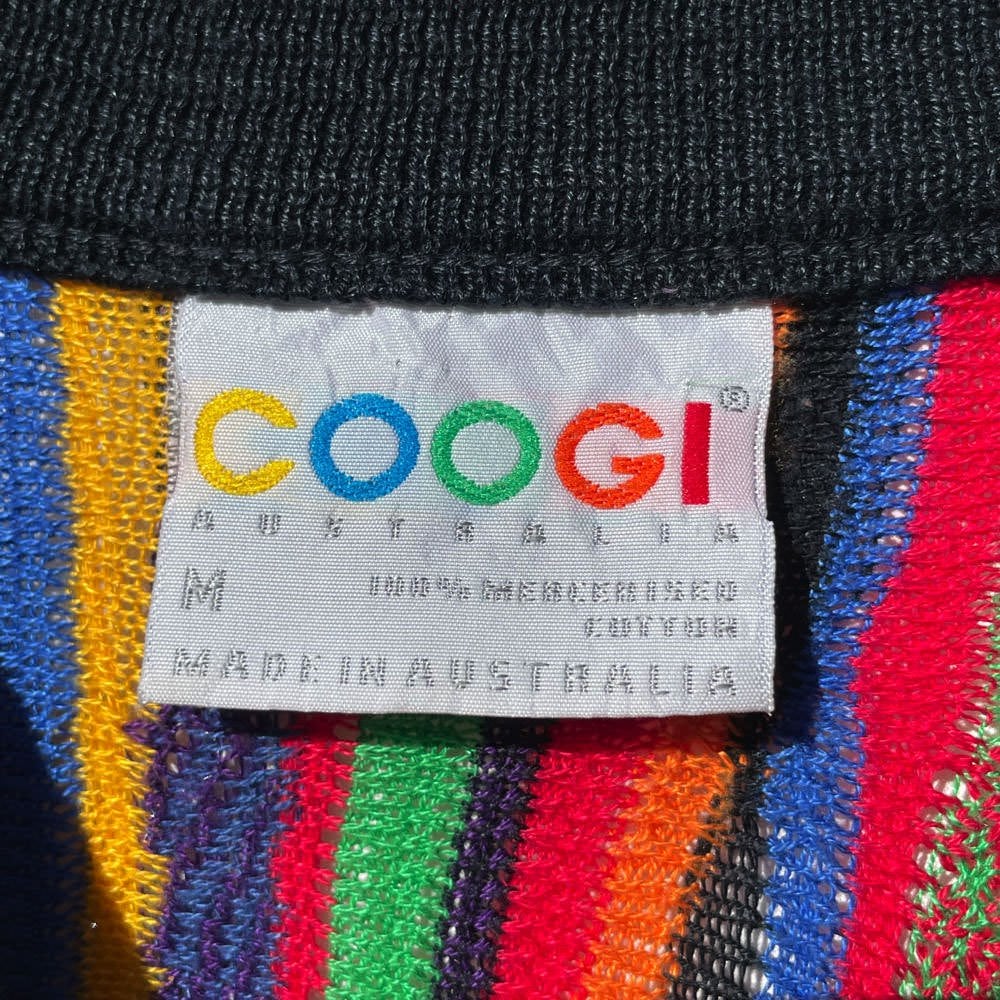 COOGI®
AUSTRALIA
M 100% MERCERISED
COTTON
MADE IN AUSTRALIA